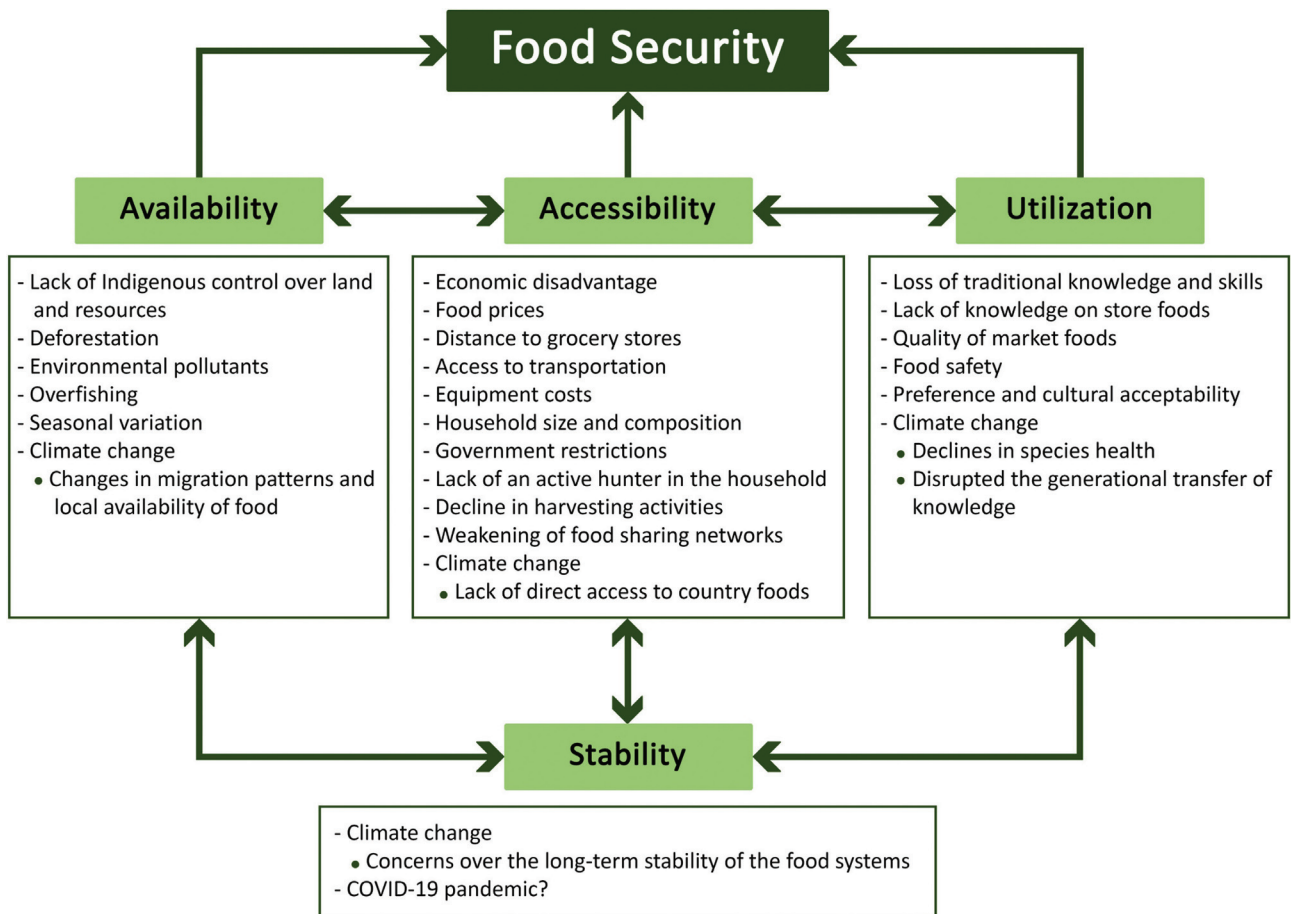 Food Security
Availability
Accessibility
Utilization
- Lack of Indigenous control over land
and resources
- Deforestation
- Environmental pollutants
- Overfishing
- Seasonal variation
- Climate change
• Changes in migration patterns and
local availability of food
- Economic disadvantage
- Food prices
- Distance to grocery stores
- Access to transportation
- Equipment costs
- Household size and composition
- Government restrictions
- Lack of an active hunter in the household
- Decline in harvesting activities
- Weakening of food sharing networks
- Climate change
• Lack of direct access to country foods
- Loss of traditional knowledge and skills
- Lack of knowledge on store foods
- Quality of market foods
- Food safety
- Preference and cultural acceptability
- Climate change
• Declines in species health
• Disrupted the generational transfer of
knowledge
Stability
- Climate change
• Concerns over the long-term stability of the food systems
- COVID-19 pandemic?